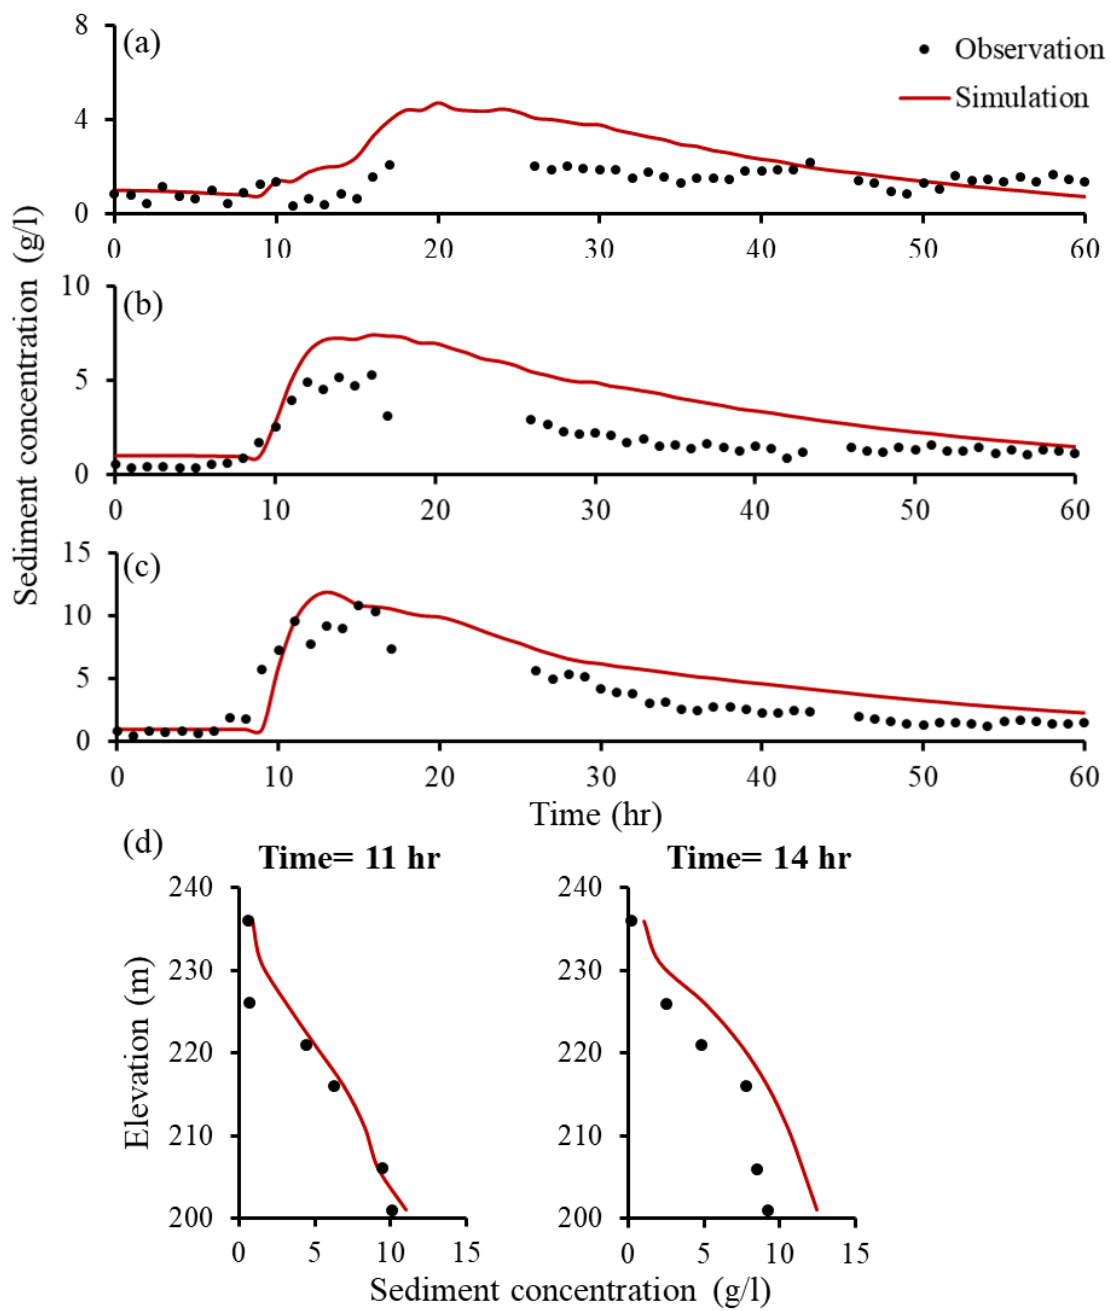 (a)
Observation
Simulation
8
4
2
0
0 10 20 30 40 50 60
Sediment concentration (g/l)
(b)
10
5
0
0 10 20 30 40 50 60
(c)
15
10
5
0
0 10 20 30 40 50 60
Time (hr)
(d)
Time= 11 hr
Time= 14 hr
Elevation (m)
240
230
220
210
200
0 5 10 15
240
230
220
210
200
0 5 10 15
Sediment concentration (g/l)